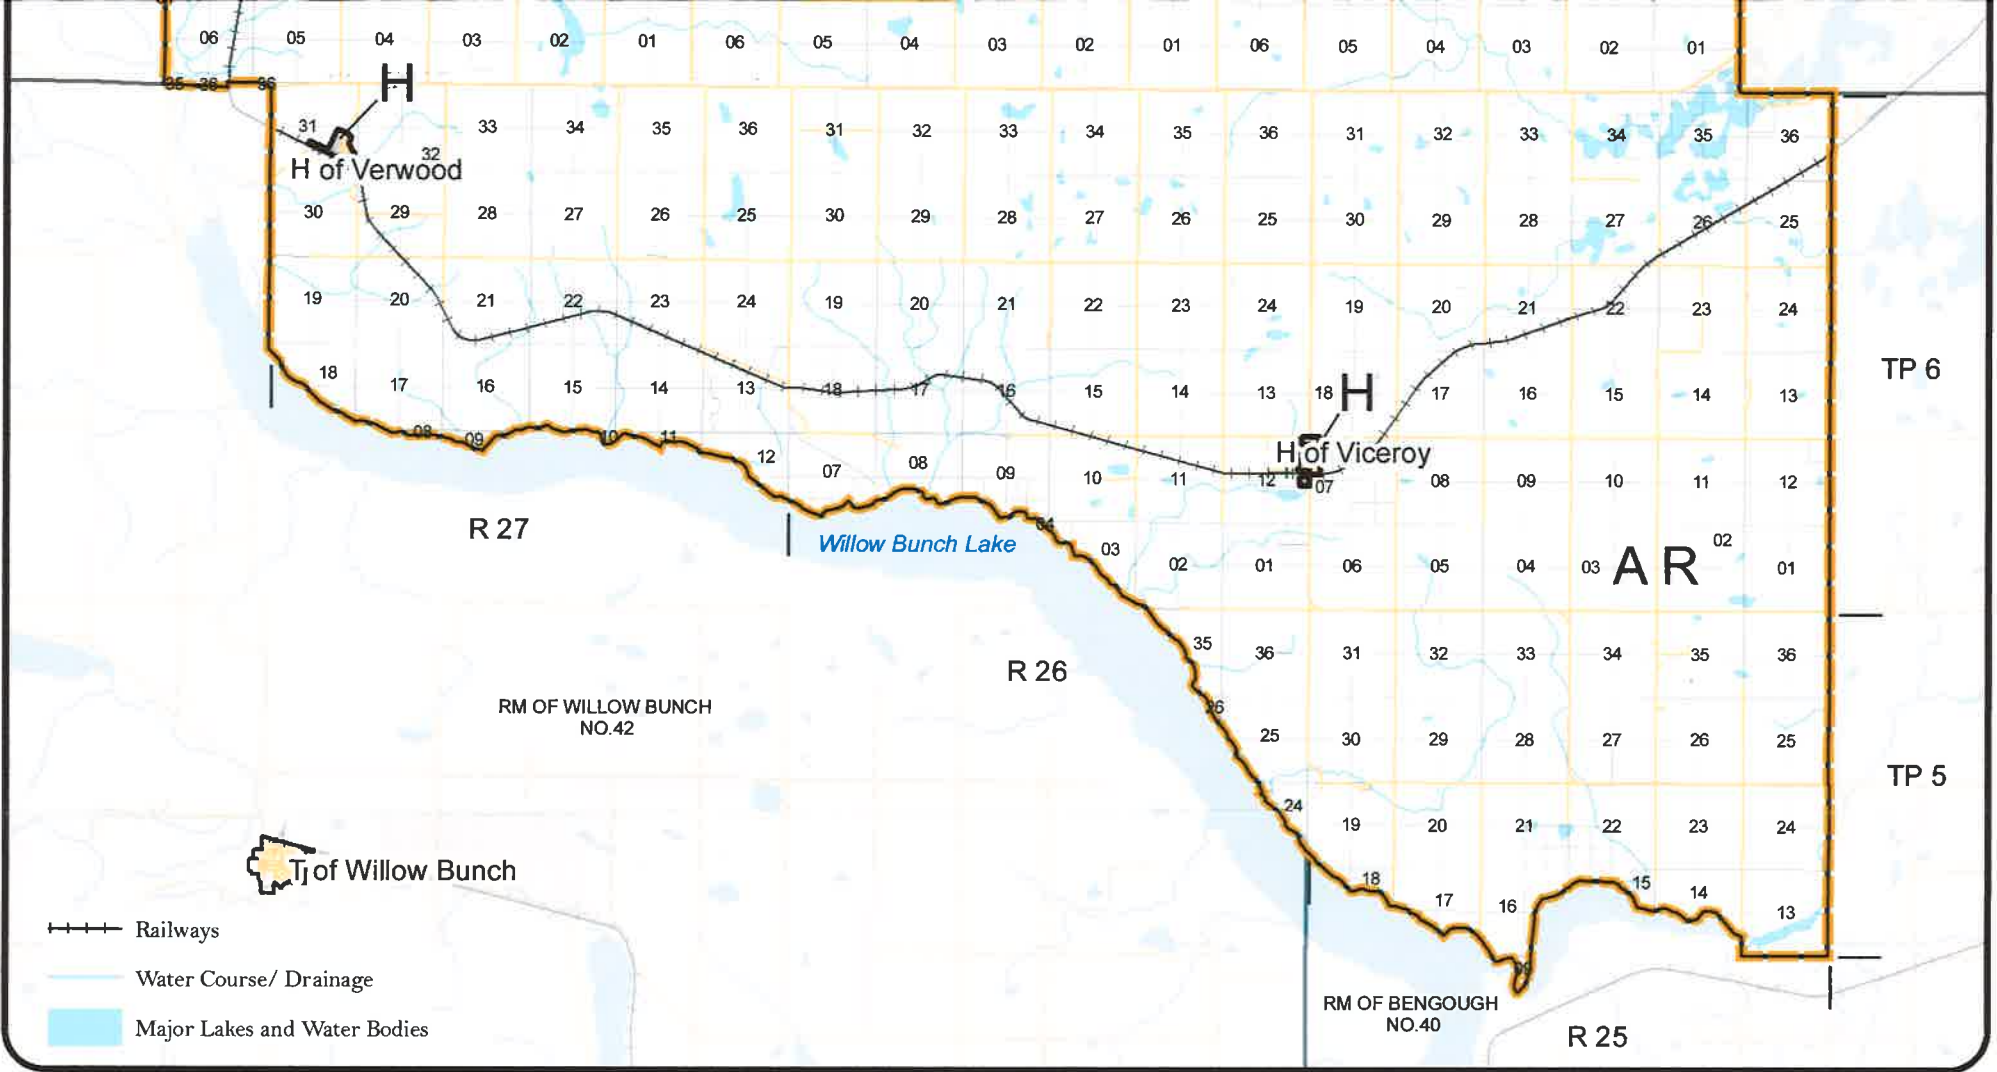 06 05 04 03 02 01 06 05 04 03 02 01 06 05 04 03 02 01
35 36 36
H
31 33 34 35 36 31 32 33 34 35 36 31 32 33 34 35 36
32
H of Verwood
30 29 28 27 26 25 30 29 28 27 26 25 30 29 28 27 26 25
19 20 21 22 23 24 19 20 21 22 23 24 19 20 21 22 23 24
TP 6
18 17 16 15 14 13 18 17 16 15 14 13 18 17 16 15 14 13
H
08 09 10 11 12 07 08 09 10 11 12 07 08 09 10 11 12
H of Viceroy
R 27
Willow Bunch Lake
04 03 02 01 06 05 04 03 02 01
A R
35 36 31 32 33 34 35 36
R 26
RM OF WILLOW BUNCH
NO.42
26 25 30 29 28 27 26 25
TP 5
24 19 20 21 22 23 24
T of Willow Bunch
18 17 16 15 14 13
Railways
Water Course/ Drainage
Major Lakes and Water Bodies
RM OF BENGOUGH
NO.40
R 25